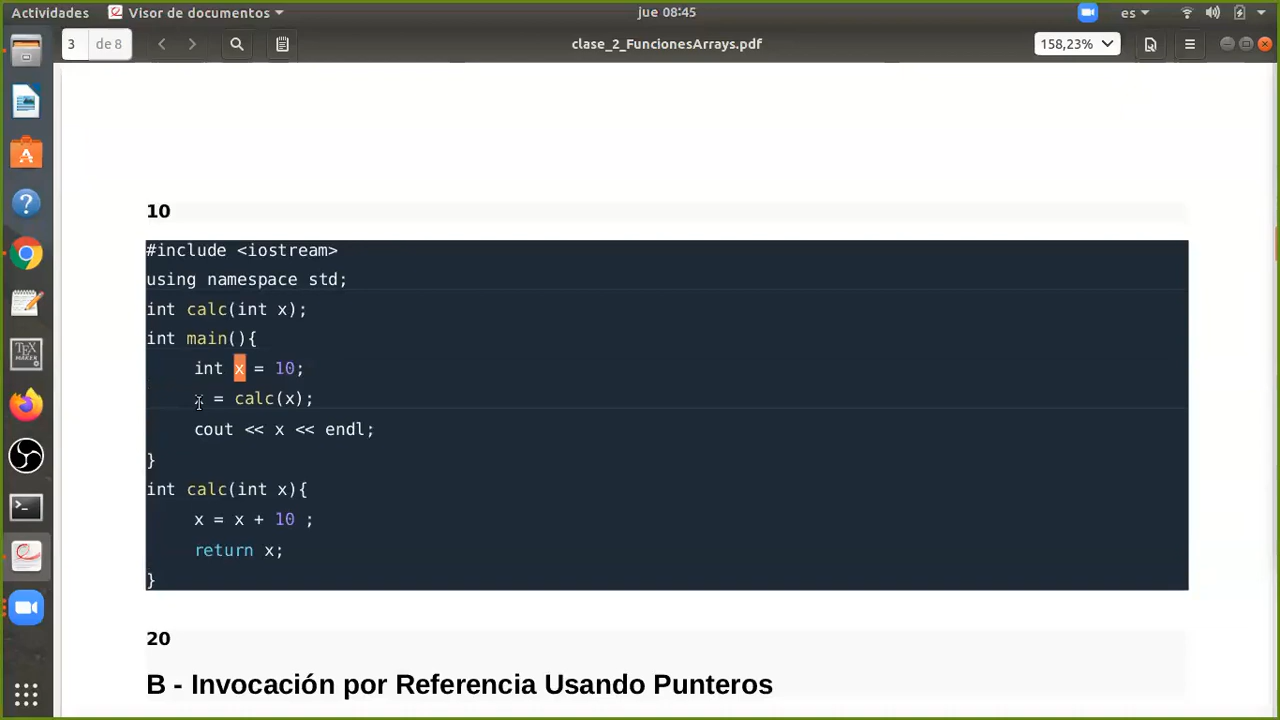 Actividades Visor de documentos jue 08:45 es
3 de 8 clase_2_FuncionesArrays.pdf 158,23%
10
#include <iostream>
using namespace std;
int calc(int x);
int main(){
int x = 10;
x = calc(x);
cout << x << endl;
}
int calc(int x){
x = x + 10 ;
return x;
}
20
B - Invocación por Referencia Usando Punteros